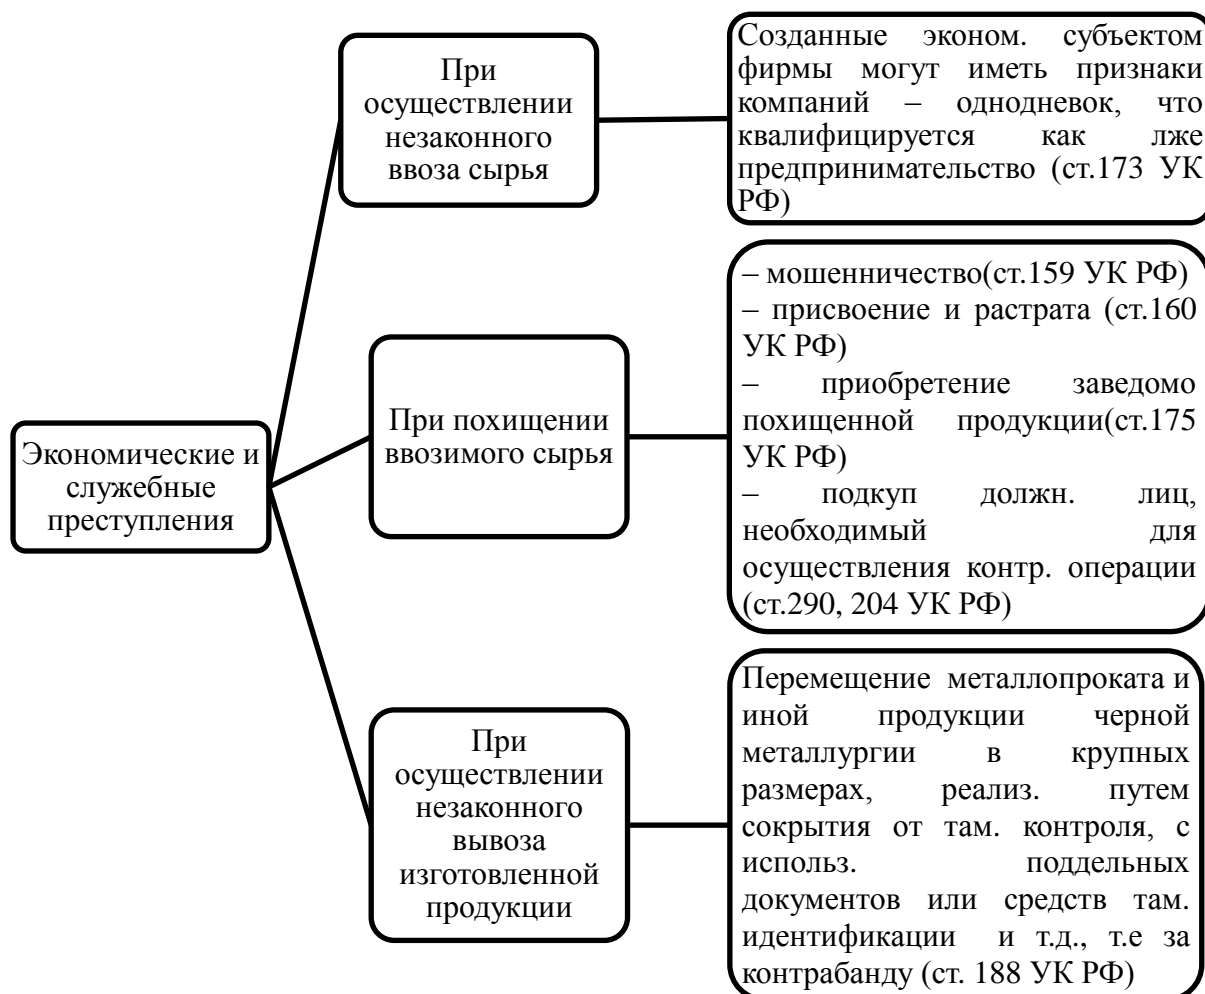 Экономические и
служебные
преступления
При
осуществлении
незаконного
ввоза сырья
Созданные эконом. субъектом
фирмы могут иметь признаки
компаний – однодневок, что
квалифицируется как лже
предпринимательство (ст.173 УК
РФ)
При похищении
ввозимого сырья
– мошенничество(ст.159 УК РФ)
– присвоение и растрата (ст.160
УК РФ)
– приобретение заведомо
похищенной продукции(ст.175
УК РФ)
– подкуп должн. лиц,
необходимый для
осуществления контр. операции
(ст.290, 204 УК РФ)
При
осуществлении
незаконного
вывоза
изготовленной
продукции
Перемещение металлопроката и
иной продукции черной
металлургии в крупных
размерах, реализ. путем
сокрытия от там. контроля, с
использ. поддельных
документов или средств там.
идентификации и т.д., т.е за
контрабанду (ст. 188 УК РФ)